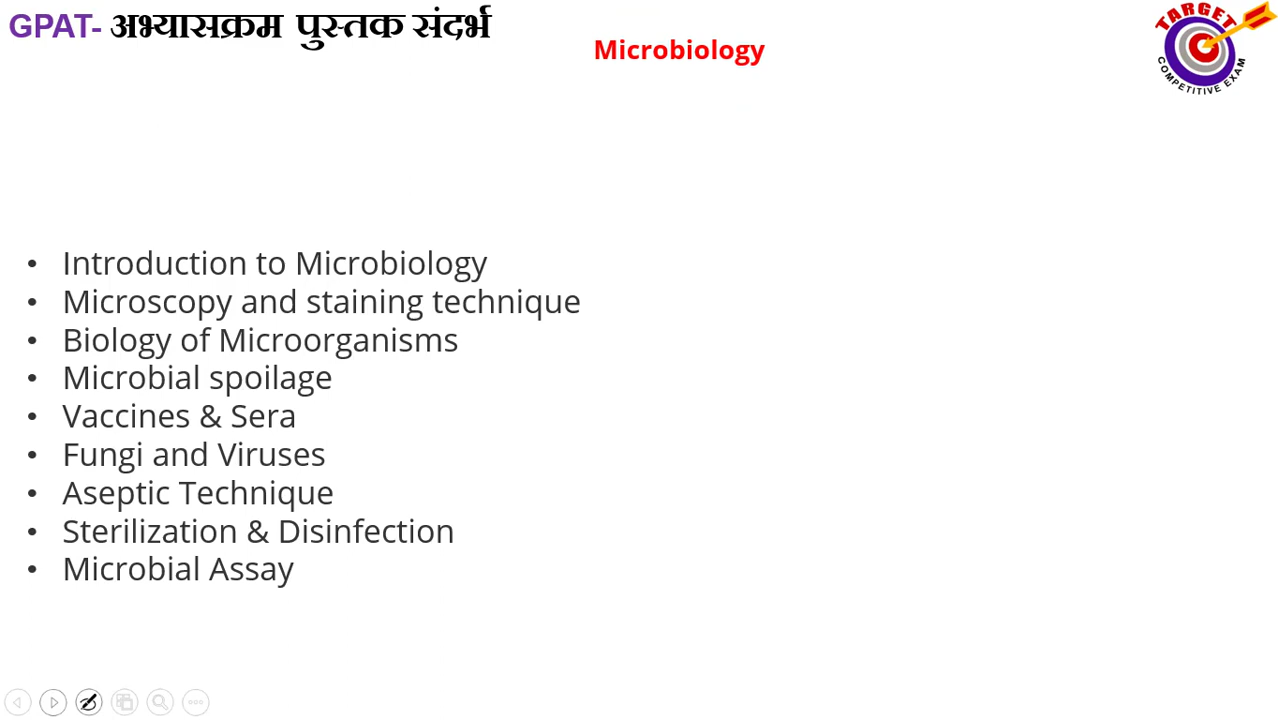 GPAT- अभ्यासक्रम पुस्तक संदर्भ
Microbiology
TARGET
COMPETITIVE EXAM
• Introduction to Microbiology
• Microscopy and staining technique
• Biology of Microorganisms
• Microbial spoilage
• Vaccines & Sera
• Fungi and Viruses
• Aseptic Technique
• Sterilization & Disinfection
• Microbial Assay